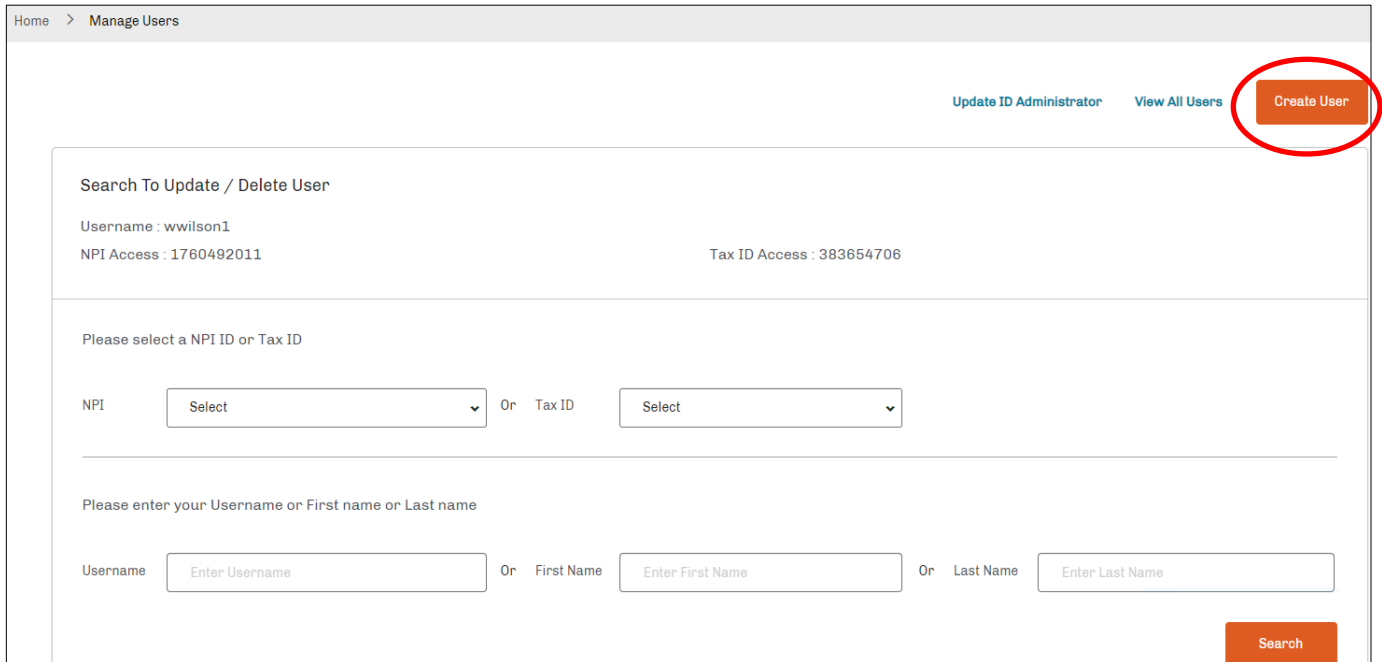 Home > Manage Users
Update ID Administrator View All Users Create User
Search To Update / Delete User
Username : wwilson1
NPI Access : 1760492011 Tax ID Access : 383654706
Please select a NPI ID or Tax ID
NPI Select Or Tax ID Select
Please enter your Username or First name or Last name
Username Enter Username Or First Name Enter First Name Or Last Name Enter Last Name
Search